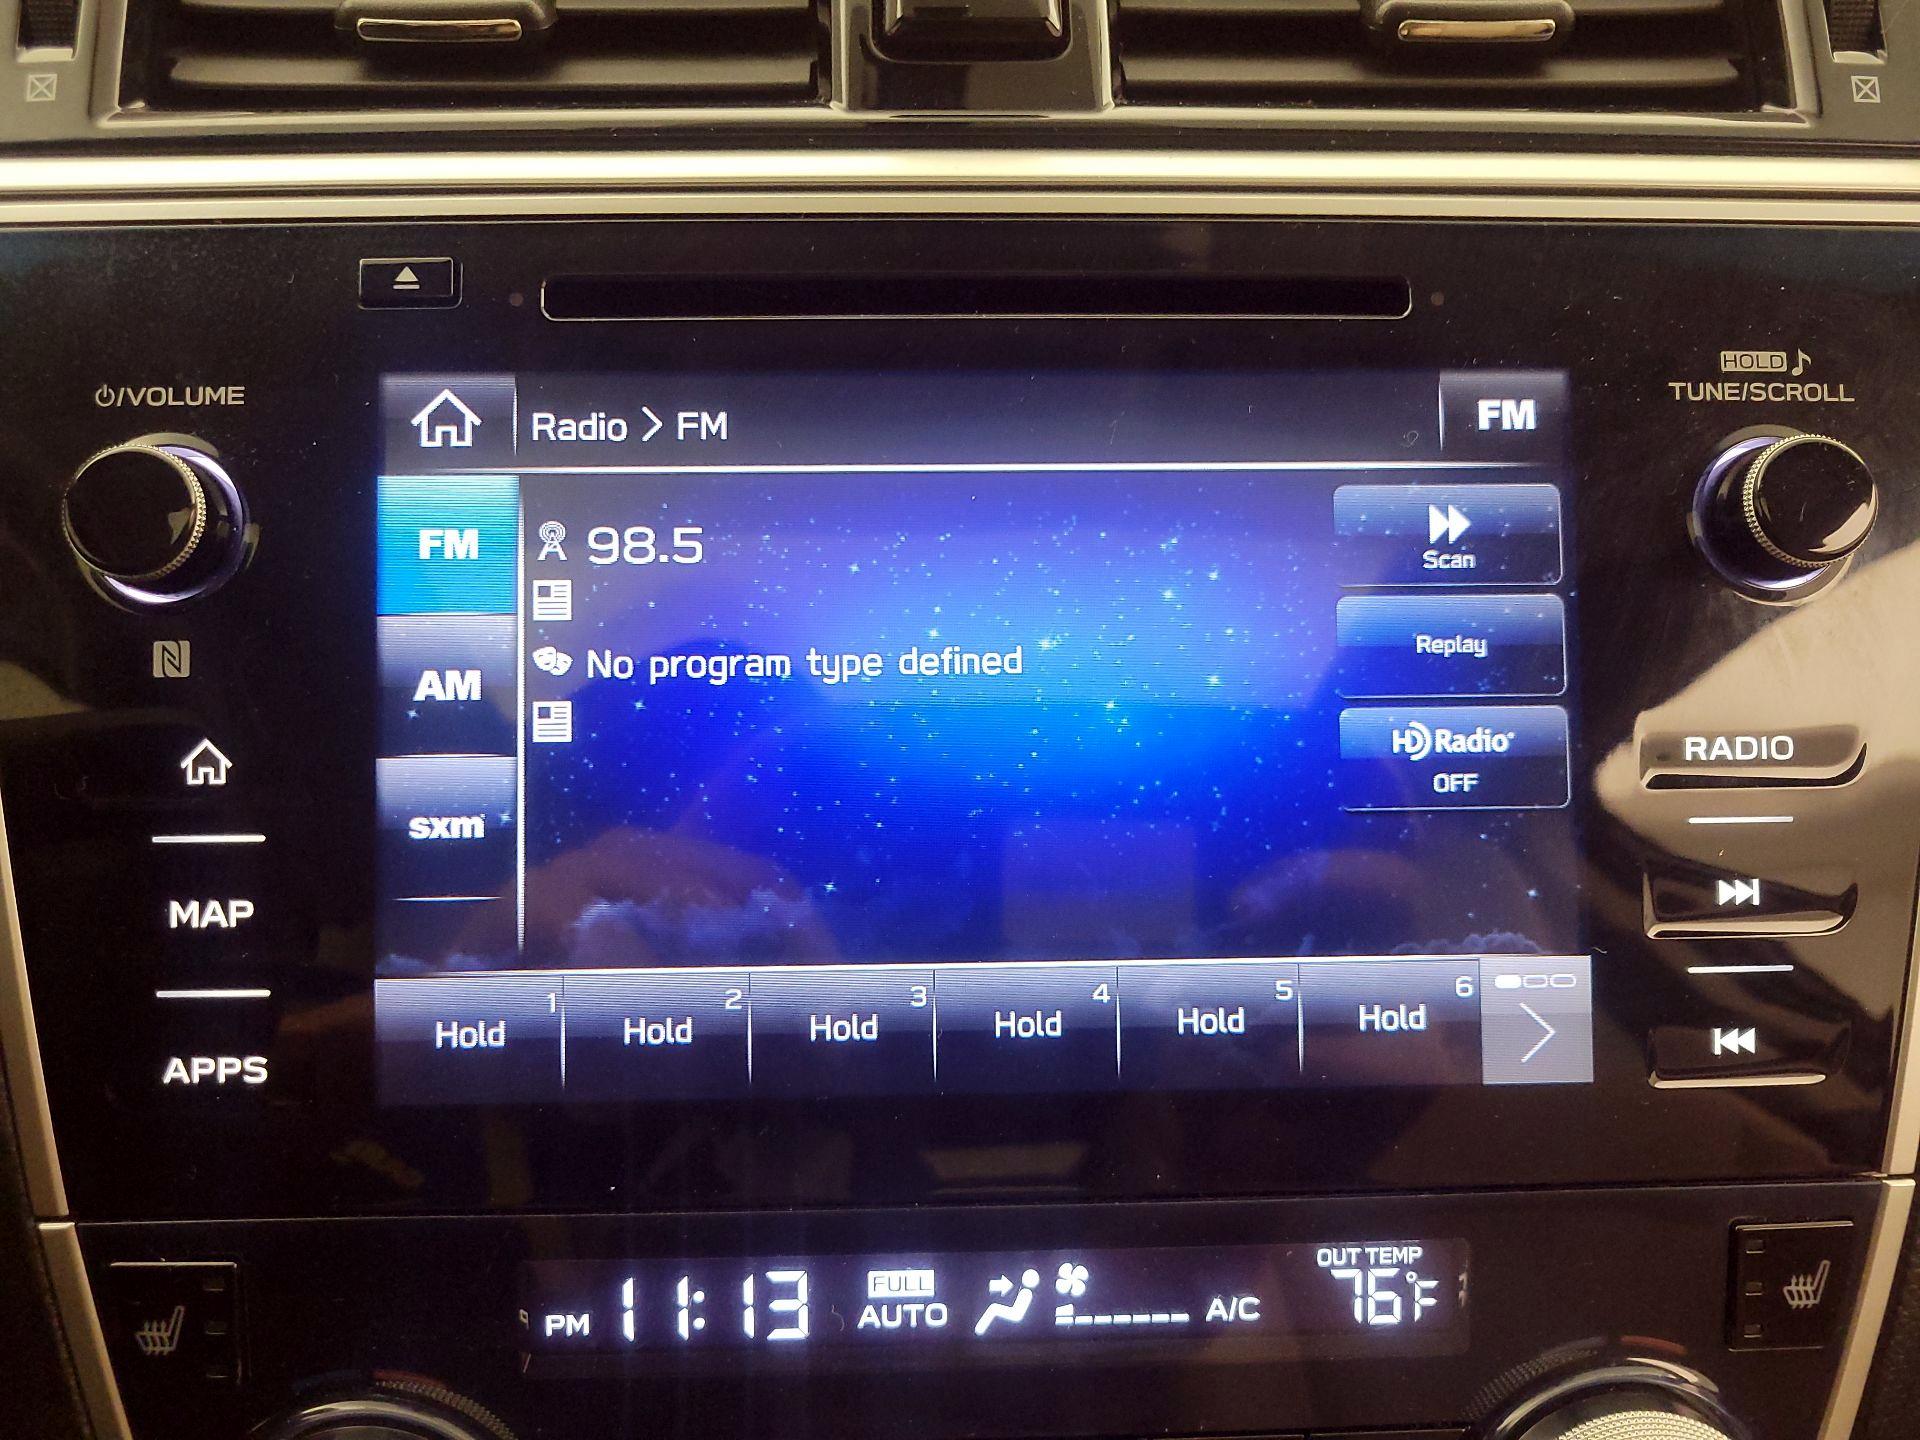 ⏻/VOLUME
HOLD ♪
TUNE/SCROLL
Radio > FM
FM
FM
98.5
Scan
No program type defined
Replay
AM
HD Radio
OFF
sxm
N
MAP
APPS
RADIO
1 2 3 4 5 6
Hold Hold Hold Hold Hold Hold
PM 11:13
FULL
AUTO
A/C
OUT TEMP
76°F